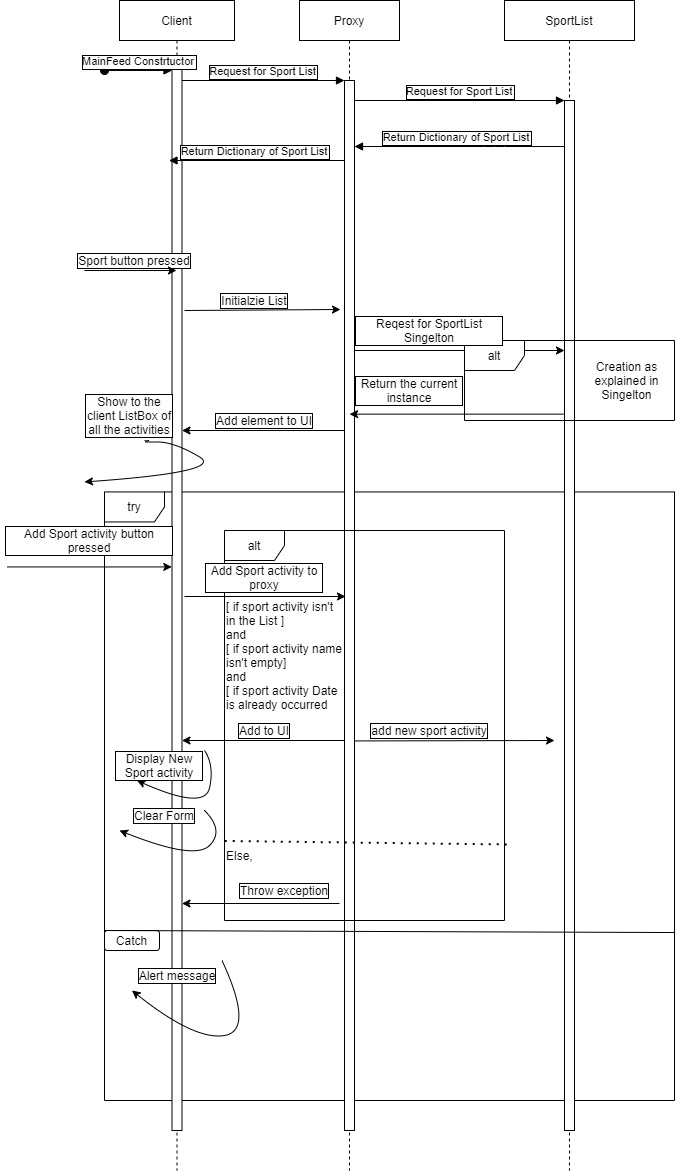 Client
Proxy
SportList
MainFeed Constrtuctor
Request for Sport List
Request for Sport List
Return Dictionary of Sport List
Return Dictionary of Sport List
Sport button pressed
Initialzie List
Reqest for SportList
Singelton
alt
Creation as
explained in
Singelton
Return the current
instance
Show to the
client ListBox of
all the activities
Add element to UI
try
Add Sport activity button
pressed
alt
Add Sport activity to
proxy
[ if sport activity isn't
in the List ]
and
[ if sport activity name
isn't empty]
and
[ if sport activity Date
is already occurred
Add to UI
add new sport activity
Display New
Sport activity
Clear Form
Else,
Throw exception
Catch
Alert message